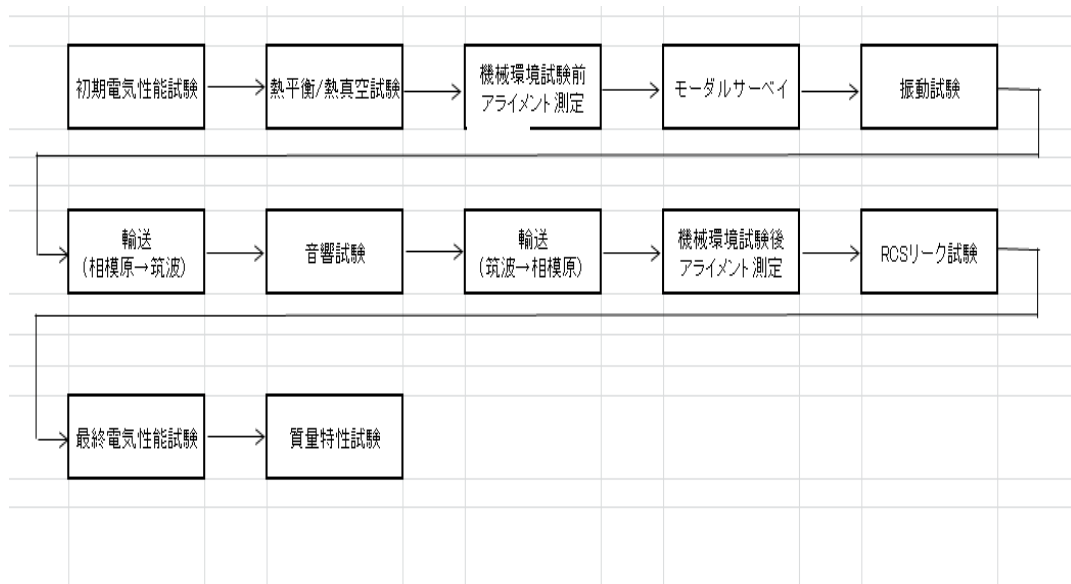 初期電気性能試験
熱平衡/熱真空試験
機械環境試験前
アライメント測定
モーダルサーベイ
振動試験
輸送
(相模原→筑波)
音響試験
輸送
(筑波→相模原)
機械環境試験後
アライメント測定
RCSリーク試験
最終電気性能試験
質量特性試験